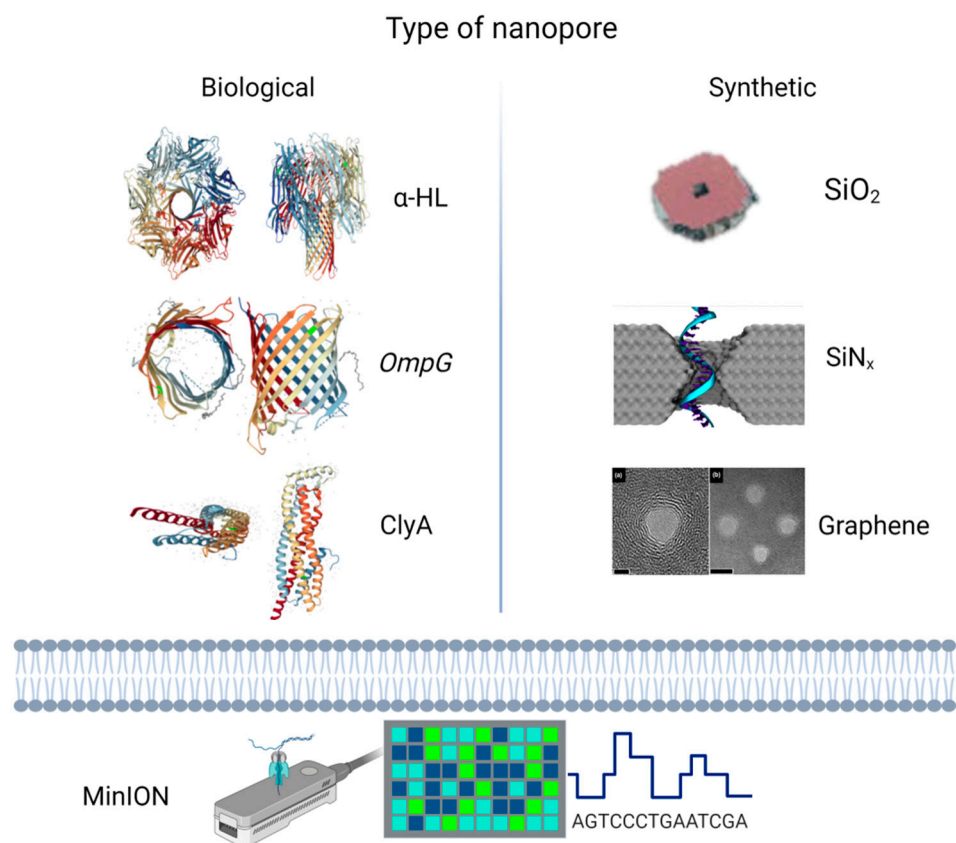 Type of nanopore
Biological
Synthetic
α-HL
SiO₂
OmpG
SiNₓ
(a)
(b)
ClyA
Graphene
MinION
AGTCCCTGAATCGA